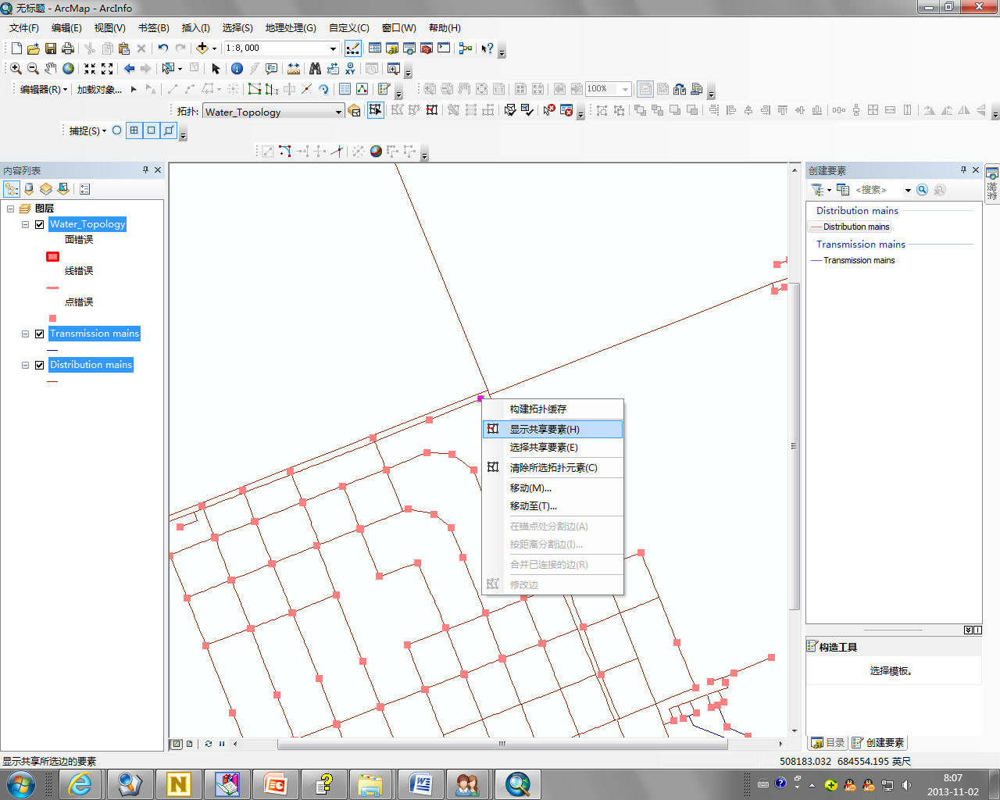 无标题 - ArcMap - ArcInfo
文件(F) 编辑(E) 视图(V) 书签(B) 插入(I) 选择(S) 地理处理(G) 自定义(C) 窗口(W) 帮助(H)
1:8,000
编辑器(R) 加载对象... 100%
拓扑: Water_Topology
捕捉(S)
内容列表
图层
Water_Topology
面错误
线错误
点错误
Transmission mains
Distribution mains
构建拓扑缓存
显示共享要素(H)
选择共享要素(E)
清除所选拓扑元素(C)
移动(M)...
移动至(T)...
在锚点处分割边(A)
按距离分割边(I)...
合并已连接的边(R)
修改边
创建要素
<搜索>
Distribution mains
Distribution mains
Transmission mains
Transmission mains
构造工具
选择模板。
目录 创建要素
搜索
显示共享所选边的要素
508183.032 684554.195 英尺
8:07
2013-11-02